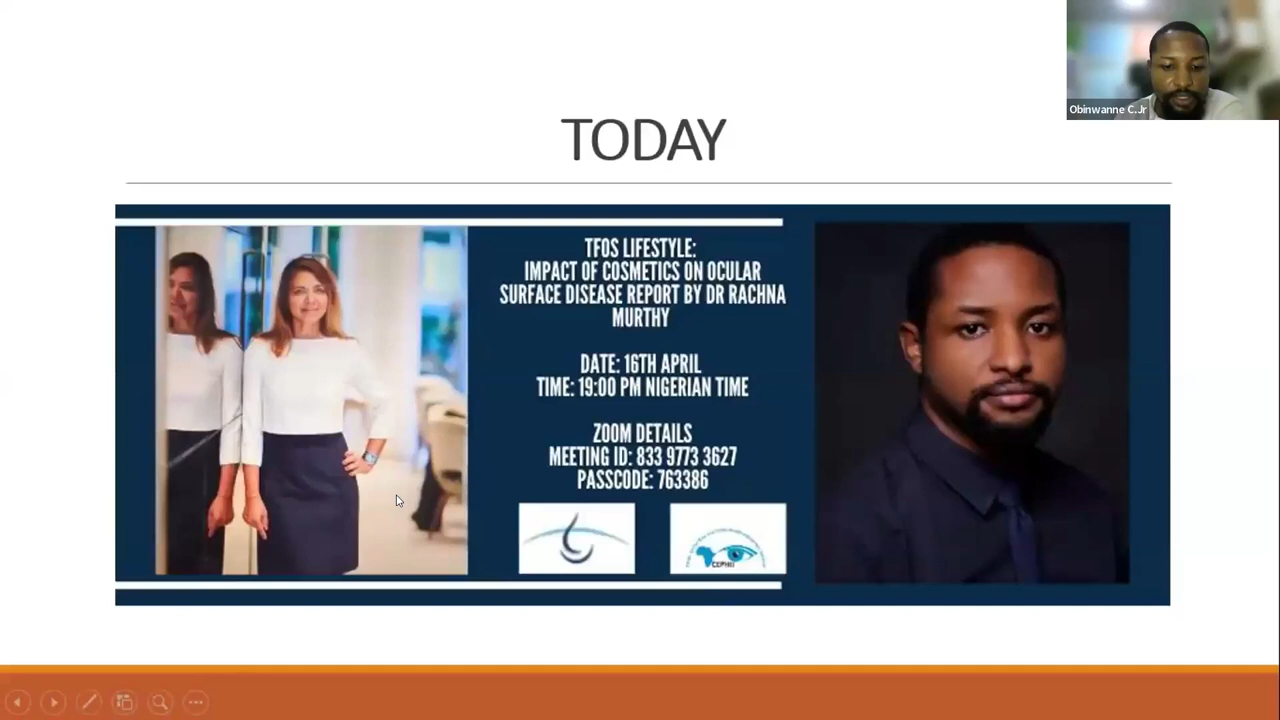 Obinwanne C.Jr
TODAY
TFOS LIFESTYLE:
IMPACT OF COSMETICS ON OCULAR
SURFACE DISEASE REPORT BY DR RACHNA
MURTHY
DATE: 16TH APRIL
TIME: 19:00 PM NIGERIAN TIME
ZOOM DETAILS
MEETING ID: 833 9773 3627
PASSCODE: 763386
CEPHII